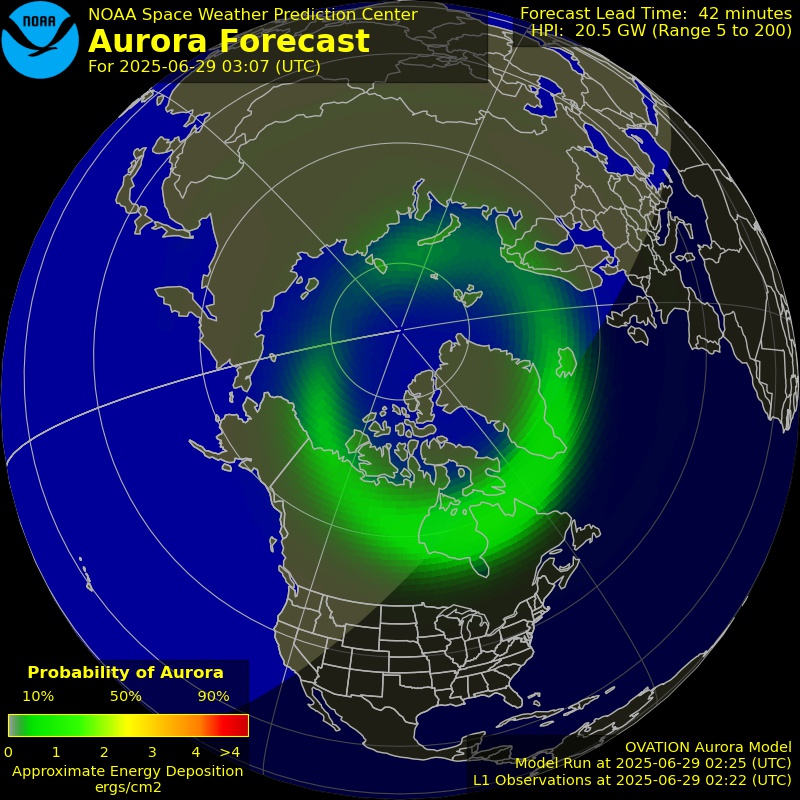 NOAA
NOAA Space Weather Prediction Center
Aurora Forecast
For 2025-06-29 03:07 (UTC)
Forecast Lead Time: 42 minutes
HPI: 20.5 GW (Range 5 to 200)
Probability of Aurora
10% 50% 90%
0 1 2 3 4 >4
Approximate Energy Deposition
ergs/cm2
OVATION Aurora Model
Model Run at 2025-06-29 02:25 (UTC)
L1 Observations at 2025-06-29 02:22 (UTC)